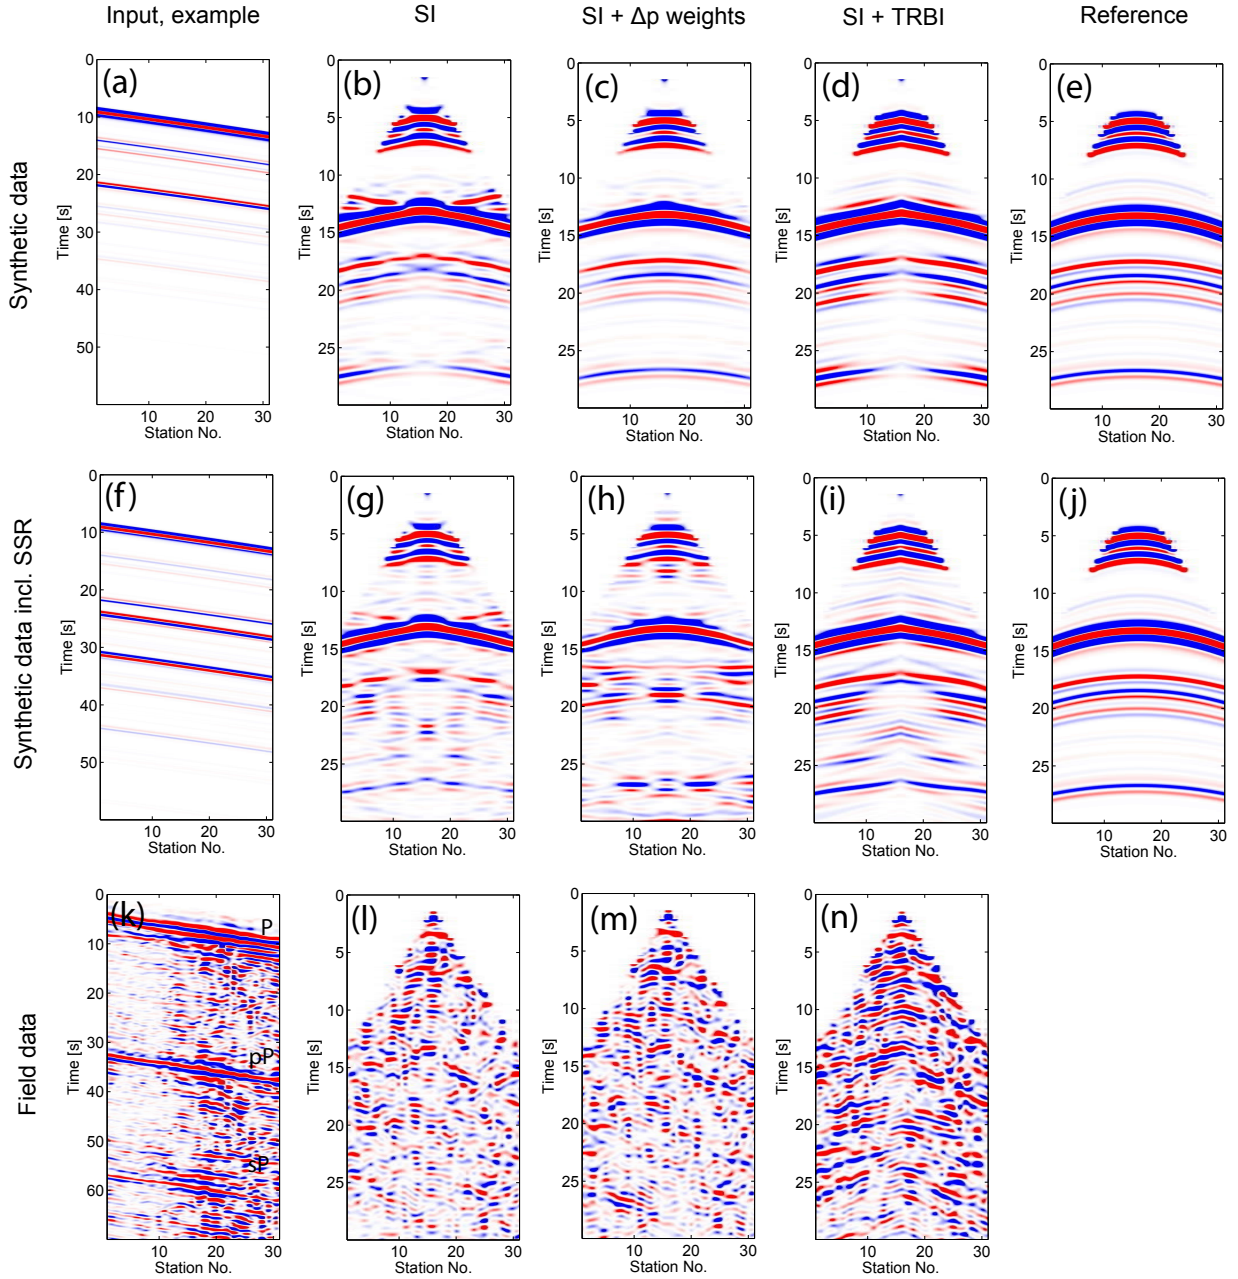 Input, example SI SI + Δp weights SI + TRBI Reference
Synthetic data
(a) (b) (c) (d) (e)
Time [s] Time [s] Time [s] Time [s] Time [s]
0 10 20 30 40 50
0 5 10 15 20 25
0 5 10 15 20 25
0 5 10 15 20 25
0 5 10 15 20 25
10 20 30 10 20 30 10 20 30 10 20 30 10 20 30
Station No. Station No. Station No. Station No. Station No.
Synthetic data incl. SSR
(f) (g) (h) (i) (j)
Time [s] Time [s] Time [s] Time [s] Time [s]
0 10 20 30 40 50
0 5 10 15 20 25
0 5 10 15 20 25
0 5 10 15 20 25
0 5 10 15 20 25
10 20 30 10 20 30 10 20 30 10 20 30 10 20 30
Station No. Station No. Station No. Station No. Station No.
Field data
(k) (l) (m) (n)
P
pP
sP
Time [s] Time [s] Time [s] Time [s]
0 10 20 30 40 50 60
0 5 10 15 20 25
0 5 10 15 20 25
0 5 10 15 20 25
10 20 30 10 20 30 10 20 30 10 20 30
Station No. Station No. Station No. Station No.